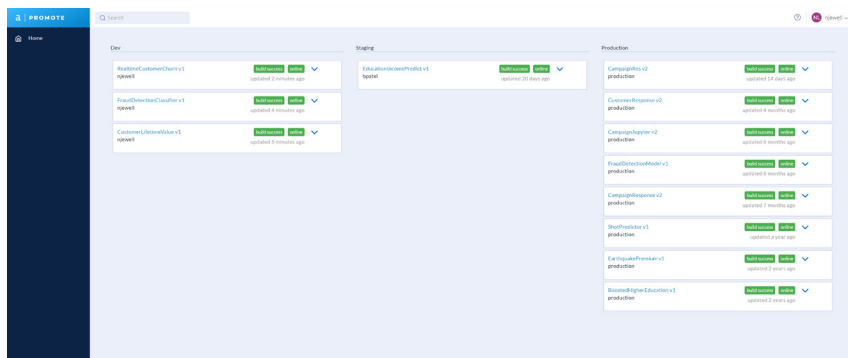 a PROMOTE
Search
njewell
NL
Home
Dev
RealtimeCustomerChurn v1
build success online
njewell
updated 2 minutes ago
FraudDetectionClassifier v1
build success online
njewell
updated 4 minutes ago
CustomerLifetimeValue v1
build success online
njewell
updated 5 minutes ago
Staging
EducationIncomePredict v1
build success online
bpatel
updated 20 days ago
Production
CampaignRes v2
build success online
production
updated 14 days ago
CustomerResponse v2
build success online
production
updated 4 months ago
CampaignJupyter v2
build success online
production
updated 6 months ago
FraudDetectionModel v1
build success online
production
updated 6 months ago
CampaignResponse v2
build success online
production
updated 7 months ago
ShotPredictor v1
build success online
production
updated a year ago
EarthquakePremium v1
build success online
production
updated 2 years ago
BoostedHigherEducation v1
build success online
production
updated 2 years ago